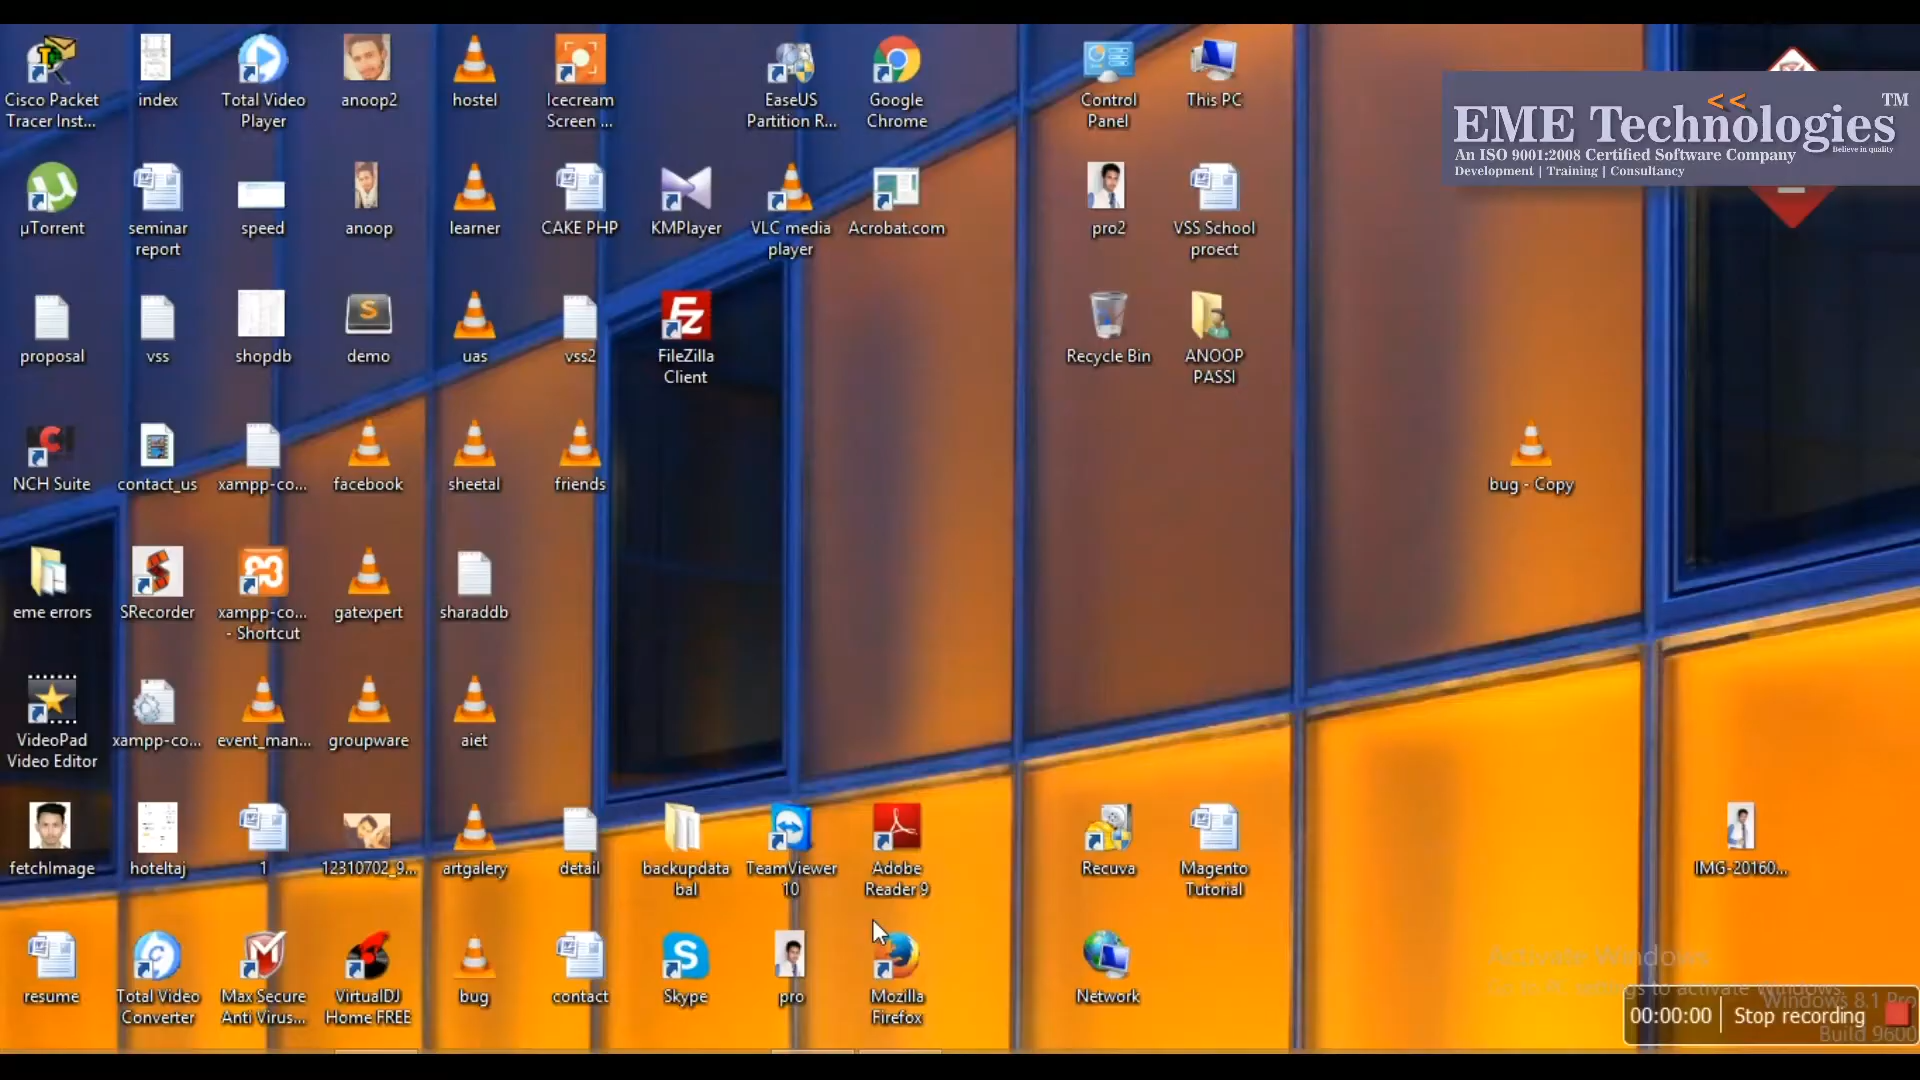 Cisco Packet
Tracer Inst...
index
Total Video
Player
anoop2
hostel
Icecream
Screen ...
EaseUS
Partition R...
Google
Chrome
Control
Panel
This PC
<<
TM
EME Technologies
Believe in quality
An ISO 9001:2008 Certified Software Company
Development | Training | Consultancy
µTorrent
seminar
report
speed
anoop
learner
CAKE PHP
KMPlayer
VLC media
player
Acrobat.com
pro2
VSS School
proect
proposal
vss
shopdb
demo
uas
vss2
FileZilla
Client
Recycle Bin
ANOOP
PASSI
NCH Suite
contact_us
xampp-co...
facebook
sheetal
friends
bug - Copy
eme errors
SRecorder
xampp-co...
- Shortcut
gatexpert
sharaddb
VideoPad
Video Editor
xampp-co...
event_man...
groupware
aiet
fetchImage
hoteltaj
1
12310702_9...
artgalery
detail
backupdata
bal
TeamViewer
10
Adobe
Reader 9
Recuva
Magento
Tutorial
IMG-20160...
resume
Total Video
Converter
Max Secure
Anti Virus...
VirtualDJ
Home FREE
bug
contact
Skype
pro
Mozilla
Firefox
Network
Activate Windows
Go to PC settings to activate Windows.
Windows 8.1 Pro
00:00:00
Stop recording
Build 9600